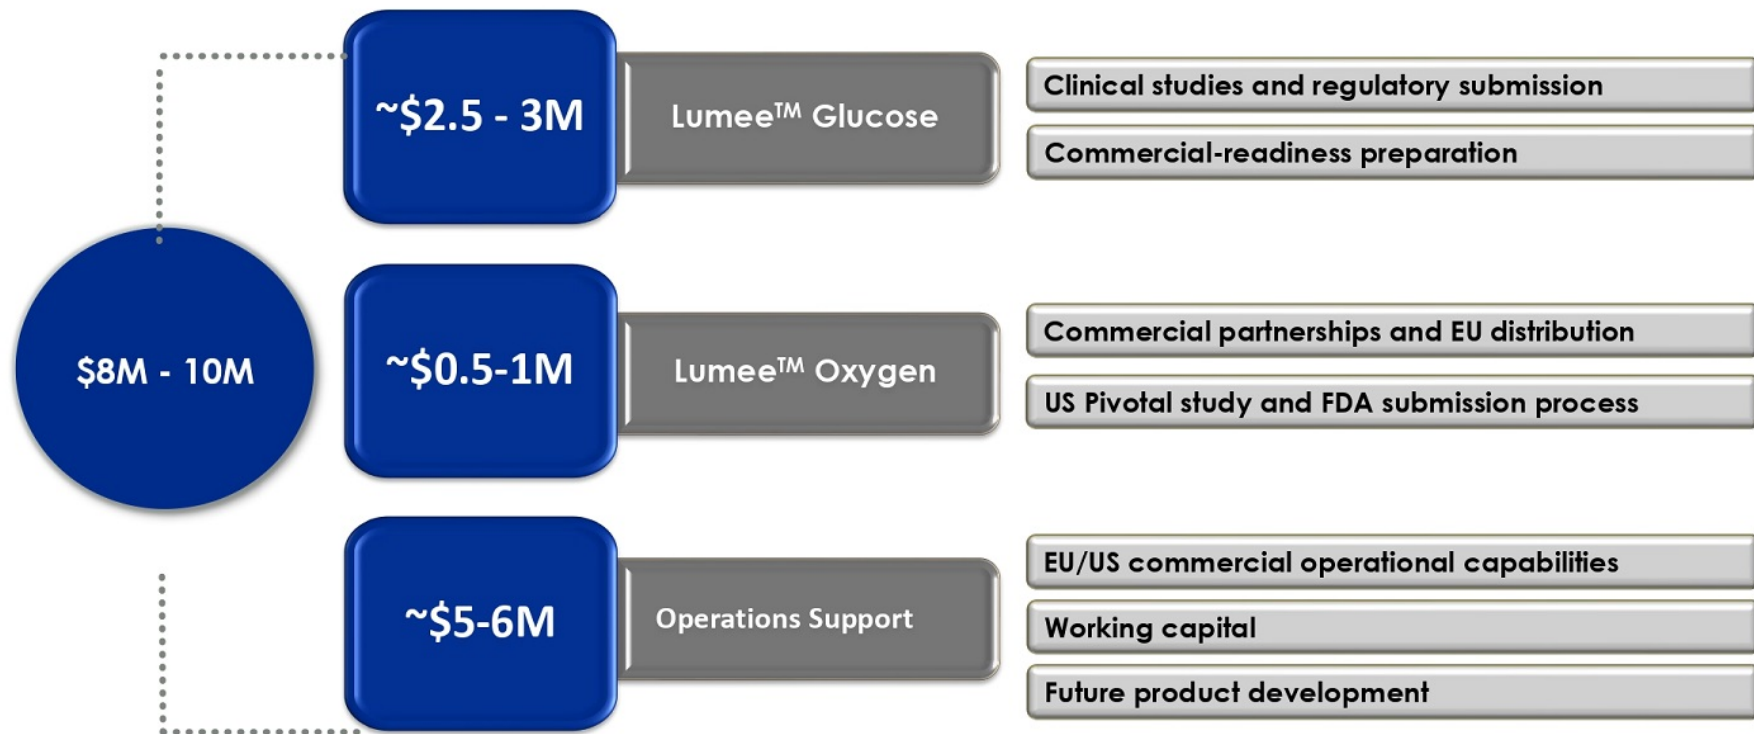 ~$2.5 - 3M
Lumee™ Glucose
Clinical studies and regulatory submission
Commercial-readiness preparation
$8M - 10M
~$0.5-1M
Lumee™ Oxygen
Commercial partnerships and EU distribution
US Pivotal study and FDA submission process
~$5-6M
Operations Support
EU/US commercial operational capabilities
Working capital
Future product development